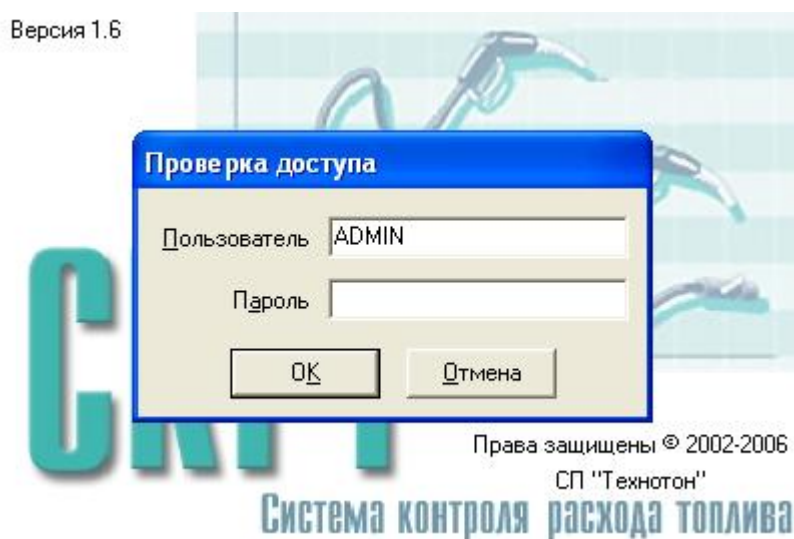 Версия 1.6
Проверка доступа
Пользователь ADMIN
Пароль
OK Отмена
СКРТ
Права защищены © 2002-2006
СП "Технотон"
Система контроля расхода топлива